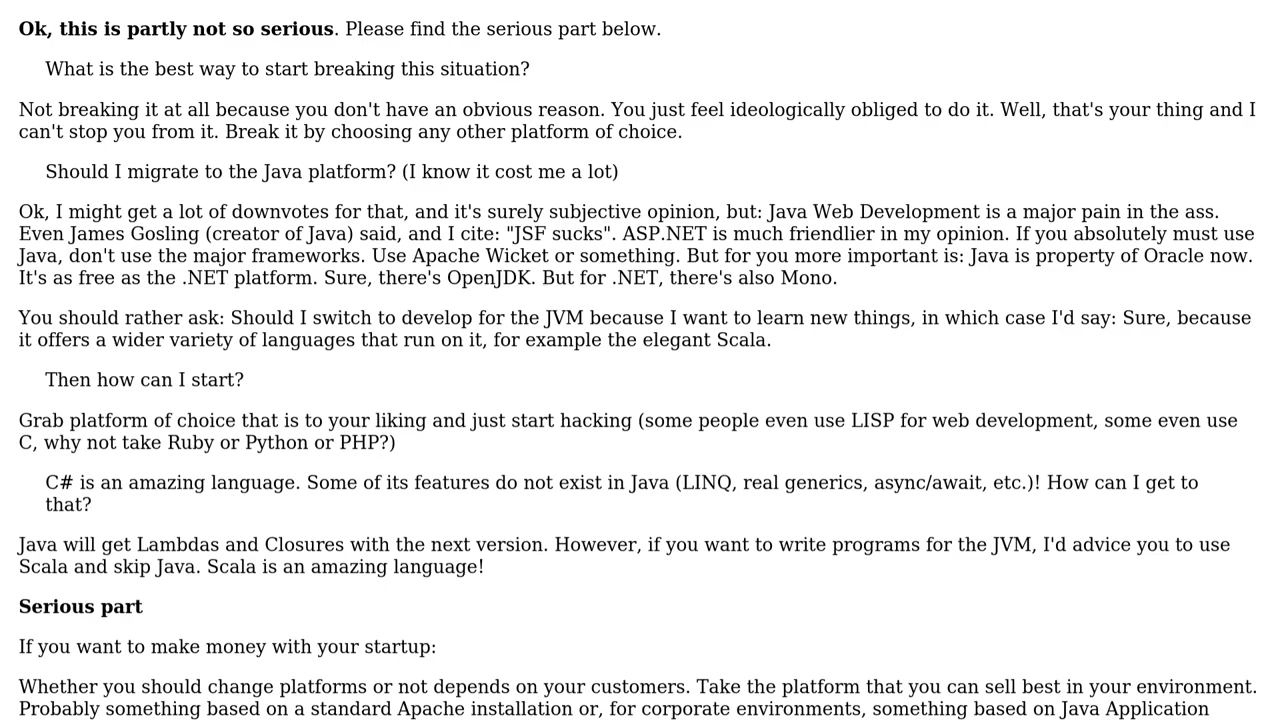 Ok, this is partly not so serious. Please find the serious part below.
What is the best way to start breaking this situation?
Not breaking it at all because you don't have an obvious reason. You just feel ideologically obliged to do it. Well, that's your thing and I
can't stop you from it. Break it by choosing any other platform of choice.
Should I migrate to the Java platform? (I know it cost me a lot)
Ok, I might get a lot of downvotes for that, and it's surely subjective opinion, but: Java Web Development is a major pain in the ass.
Even James Gosling (creator of Java) said, and I cite: "JSF sucks". ASP.NET is much friendlier in my opinion. If you absolutely must use
Java, don't use the major frameworks. Use Apache Wicket or something. But for you more important is: Java is property of Oracle now.
It's as free as the .NET platform. Sure, there's OpenJDK. But for .NET, there's also Mono.
You should rather ask: Should I switch to develop for the JVM because I want to learn new things, in which case I'd say: Sure, because
it offers a wider variety of languages that run on it, for example the elegant Scala.
Then how can I start?
Grab platform of choice that is to your liking and just start hacking (some people even use LISP for web development, some even use
C, why not take Ruby or Python or PHP?)
C# is an amazing language. Some of its features do not exist in Java (LINQ, real generics, async/await, etc.)! How can I get to
that?
Java will get Lambdas and Closures with the next version. However, if you want to write programs for the JVM, I'd advice you to use
Scala and skip Java. Scala is an amazing language!
Serious part
If you want to make money with your startup:
Whether you should change platforms or not depends on your customers. Take the platform that you can sell best in your environment.
Probably something based on a standard Apache installation or, for corporate environments, something based on Java Application